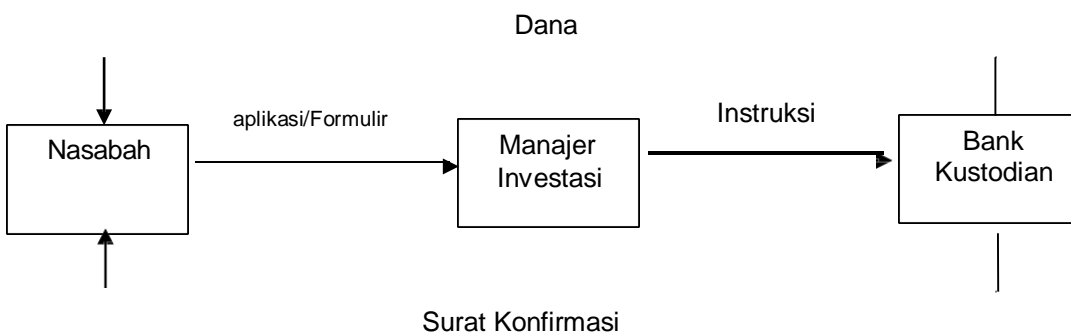 Dana
aplikasi/Formulir
Instruksi
Nasabah
Manajer
Investasi
Bank
Kustodian
Surat Konfirmasi